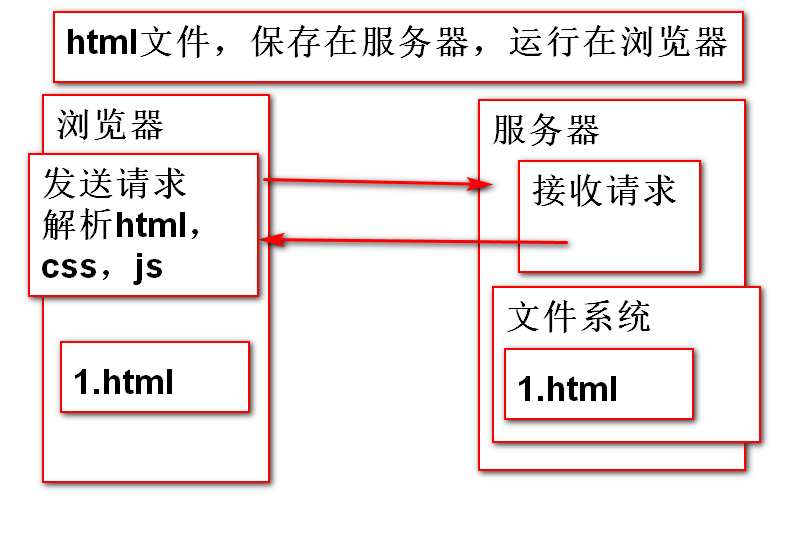 html文件，保存在服务器，运行在浏览器
浏览器
发送请求
解析html，
css，js
1.html
服务器
接收请求
文件系统
1.html